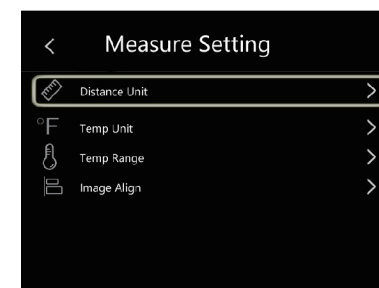 Measure Setting
Distance Unit
°F Temp Unit
Temp Range
Image Align